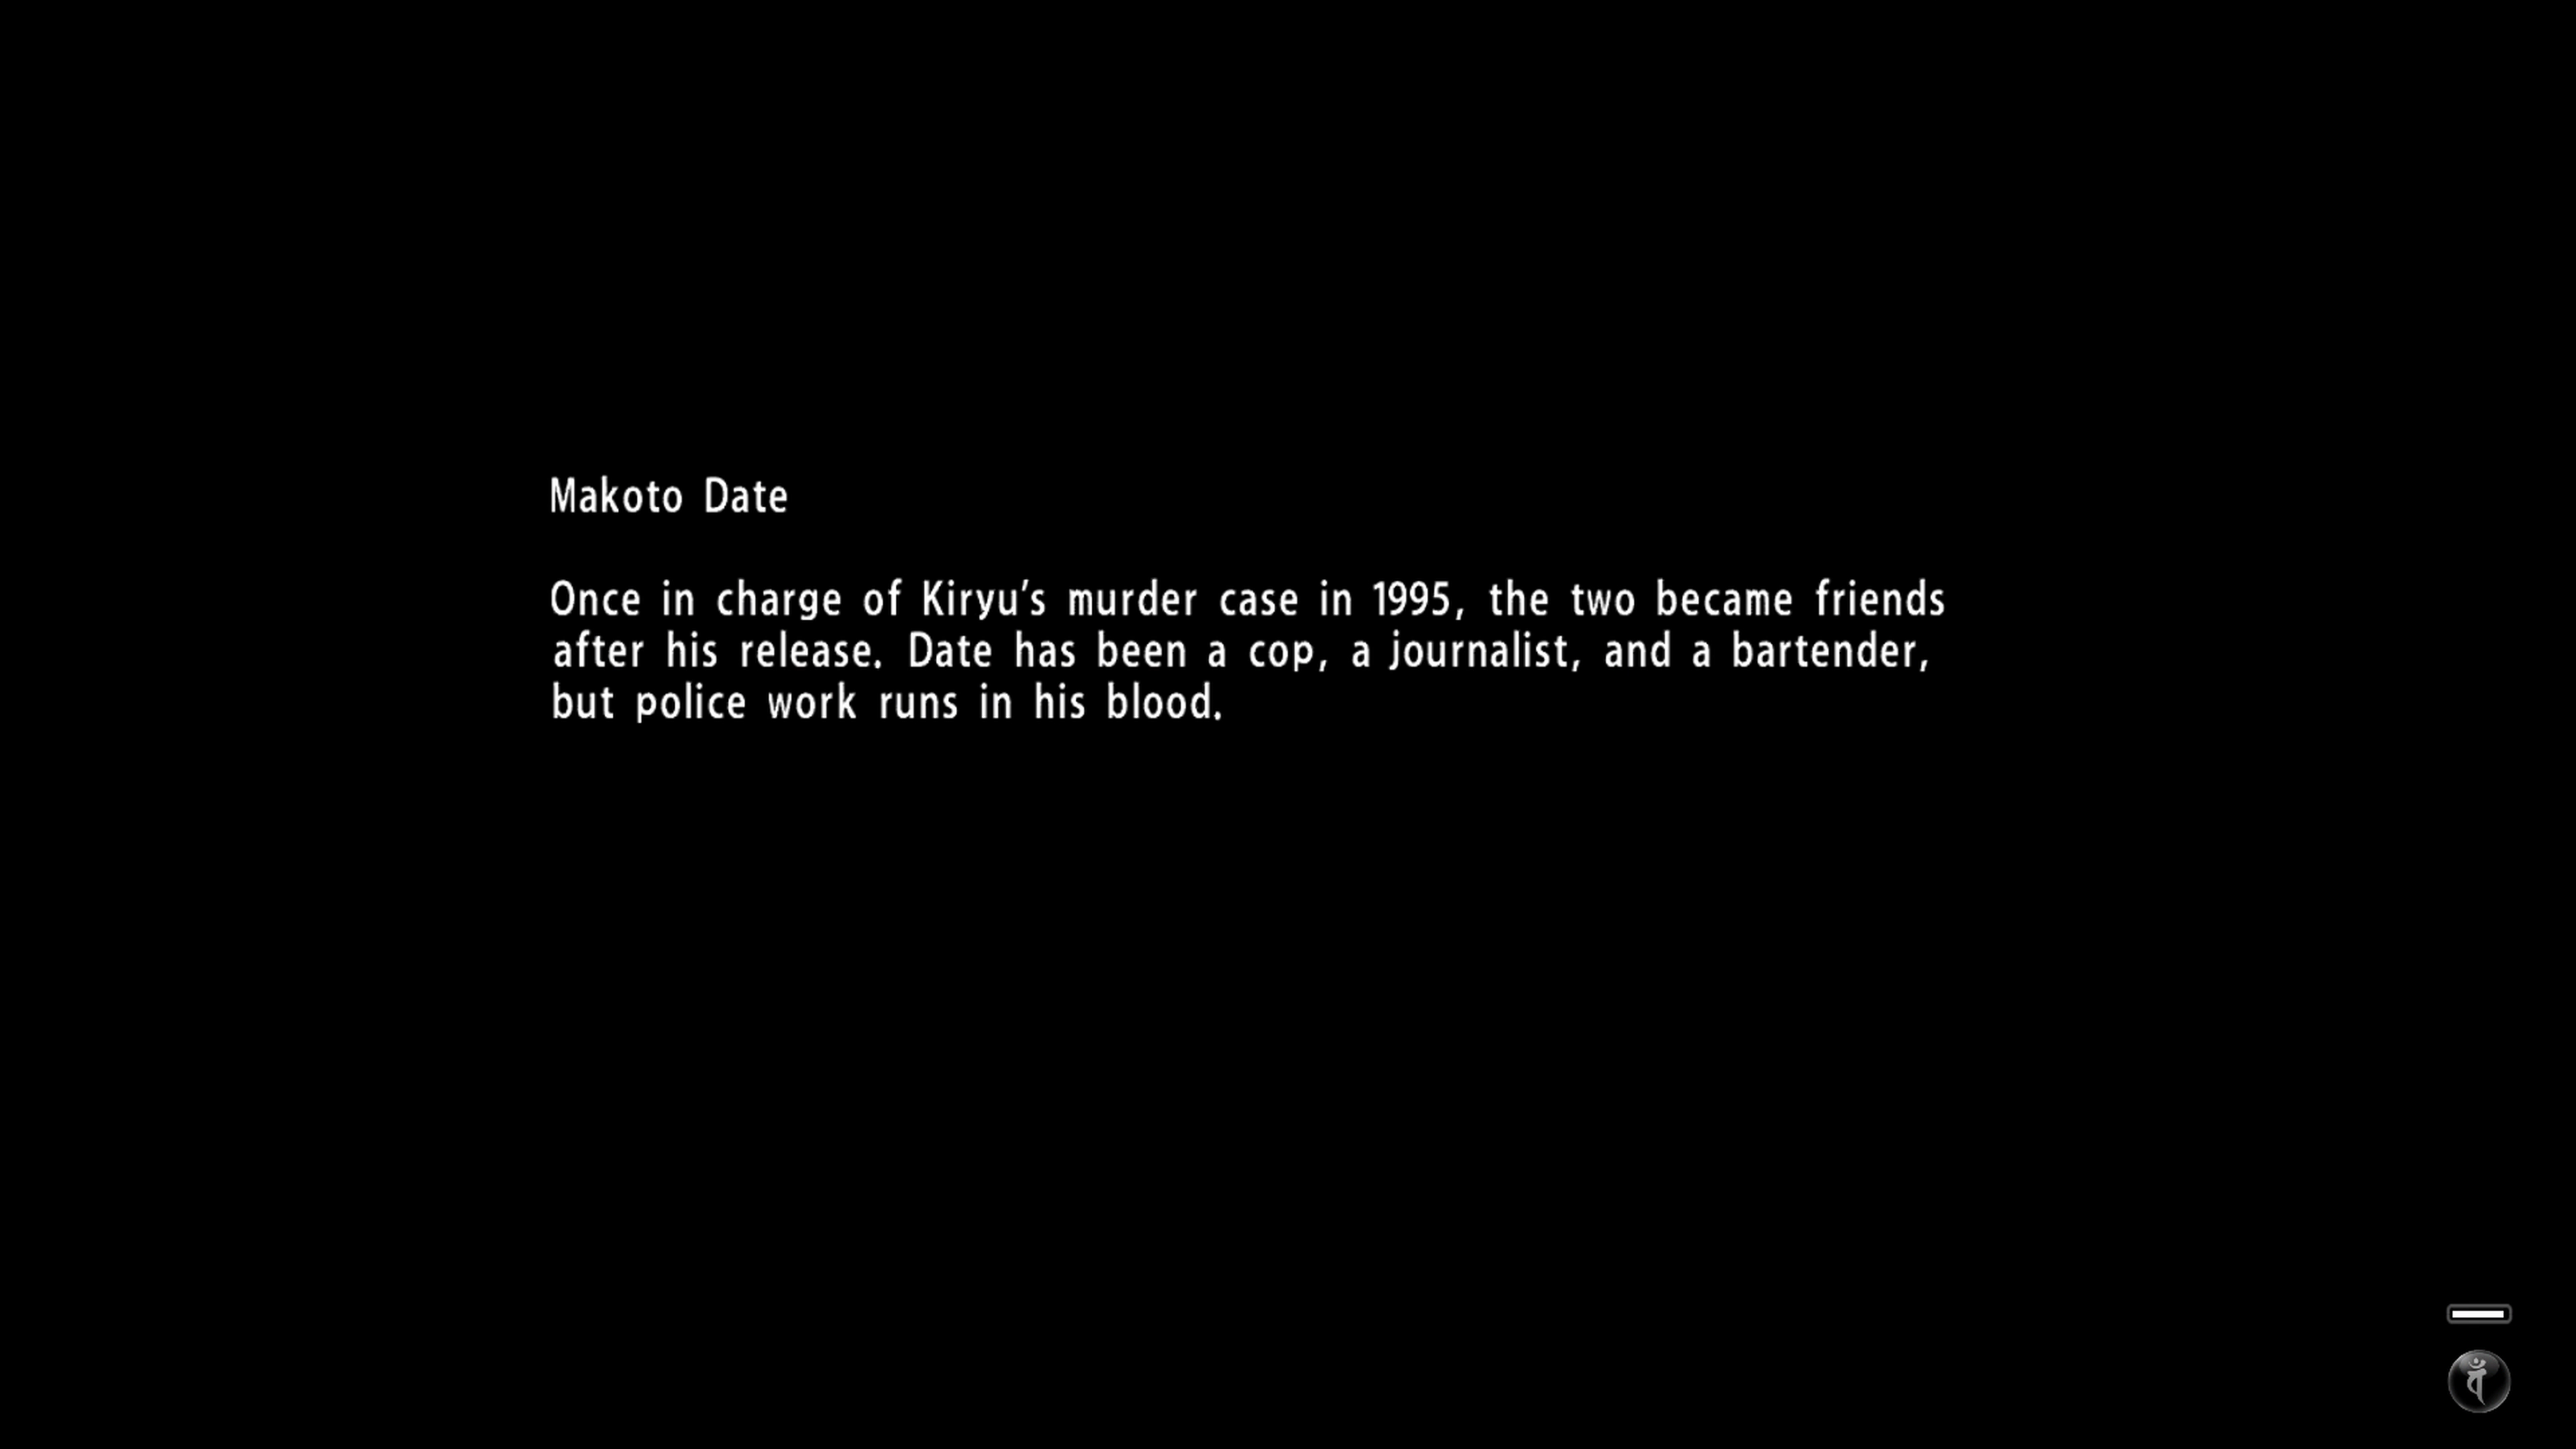 Makoto Date
Once in charge of Kiryu's murder case in 1995, the two became friends
after his release. Date has been a cop, a journalist, and a bartender,
but police work runs in his blood.